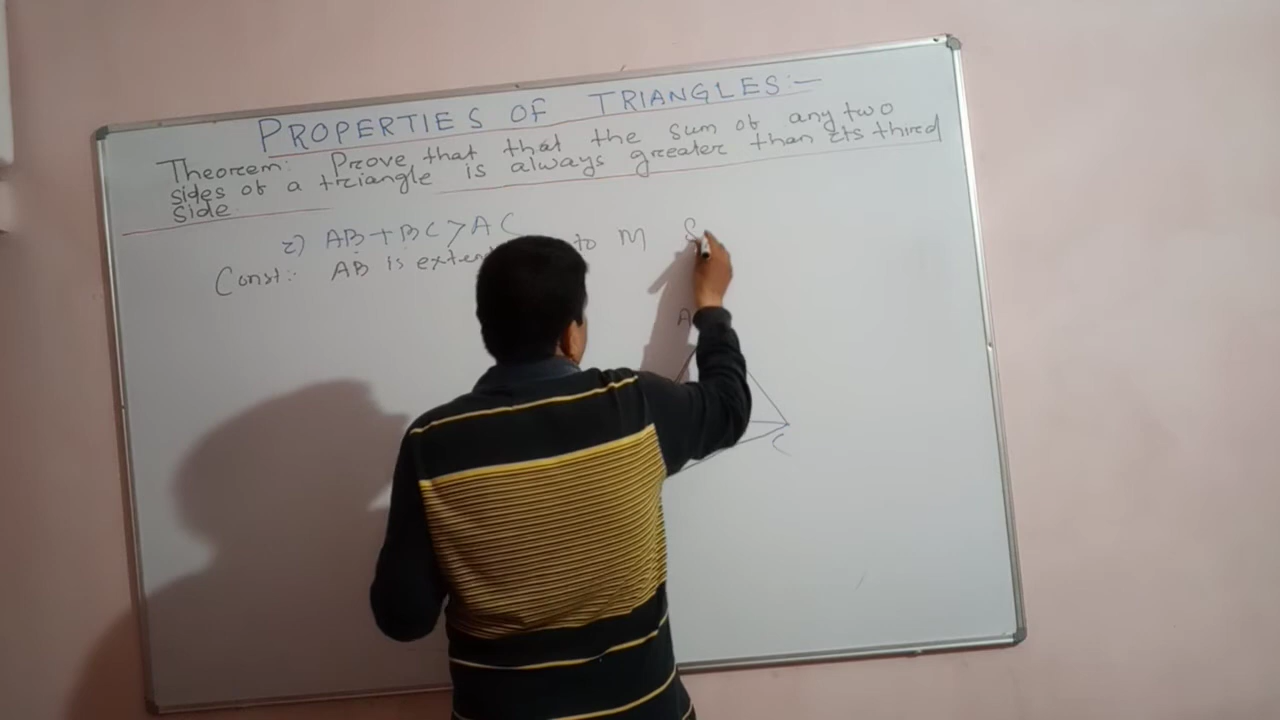 PROPERTIES OF TRIANGLES:-
Theorem: Prove that that the sum of any two
sides of a triangle is always greater than its third
side.
2) AB+BC>AC
Const:- AB is to M S
A
C